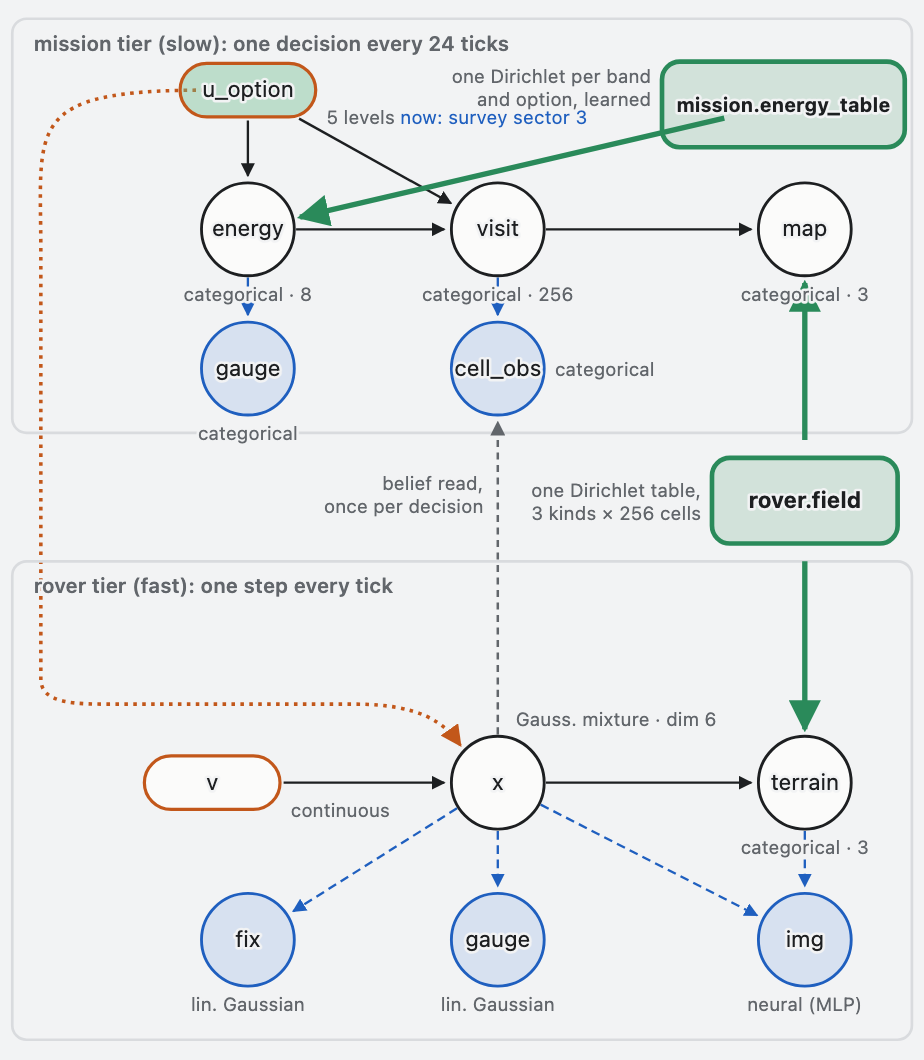 mission tier (slow): one decision every 24 ticks
u_option
one Dirichlet per band
and option, learned
mission.energy_table
5 levels now: survey sector 3
energy
visit
map
categorical · 8
categorical · 256
categorical · 3
gauge
cell_obs
categorical
categorical
belief read,
once per decision
one Dirichlet table,
3 kinds × 256 cells
rover.field
rover tier (fast): one step every tick
Gauss. mixture · dim 6
v
x
terrain
continuous
categorical · 3
fix
gauge
img
lin. Gaussian
lin. Gaussian
neural (MLP)